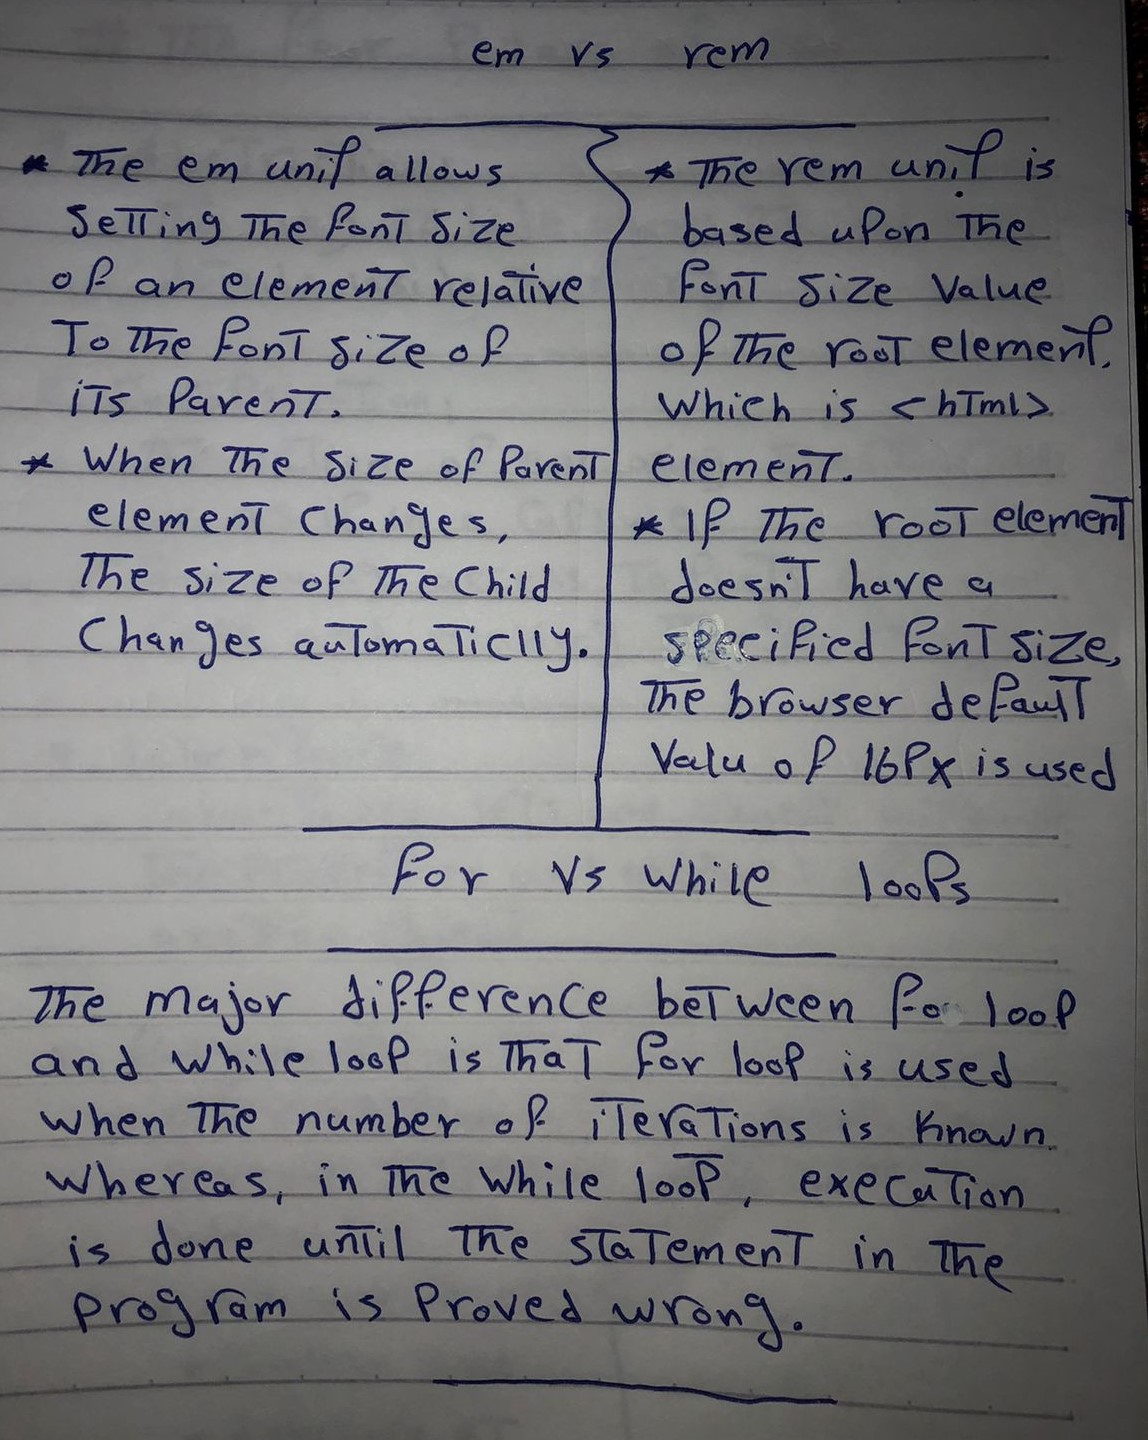 em vs rem
* The em unit allows
setting the font size
of an element relative
To the font size of
its Parent.
* When the size of Parent
element Changes,
The size of the Child
Changes automaticlly.
* The rem unit is
based upon the
font size Value
of the root element.
which is <html>
element.
* If the root element
doesn't have a
specified font size,
the browser default
Valu of 16Px is used
for Vs while loops
The major difference between fo loop
and while loop is that for loop is used
when the number of iterations is known
whereas, in the while loop, execution
is done until the statement in the
program is Proved wrong.